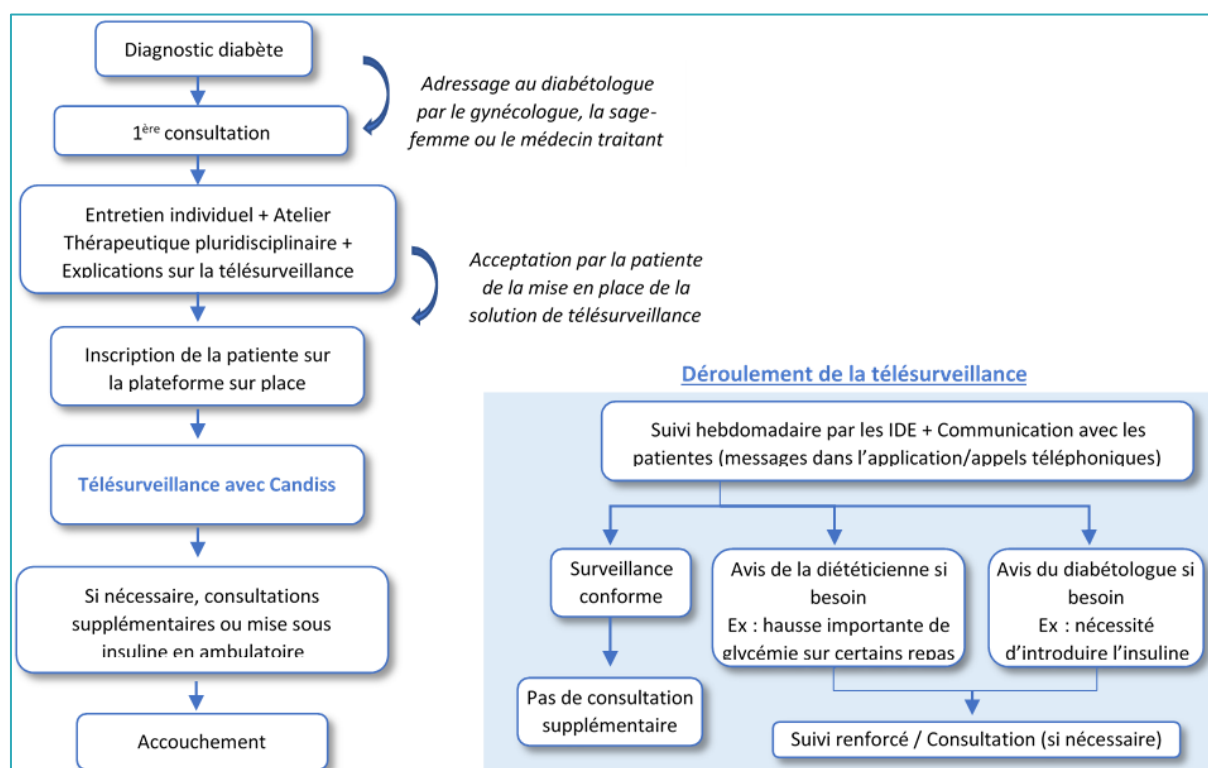 Diagnostic diabète
Adressage au diabétologue
par le gynécologue, la sage-
femme ou le médecin traitant
1ère consultation
Entretien individuel + Atelier
Thérapeutique pluridisciplinaire +
Explications sur la télésurveillance
Acceptation par la patiente
de la mise en place de la
solution de télésurveillance
Inscription de la patiente sur
la plateforme sur place
Télésurveillance avec Candiss
Si nécessaire, consultations
supplémentaires ou mise sous
insuline en ambulatoire
Accouchement
Déroulement de la télésurveillance
Suivi hebdomadaire par les IDE + Communication avec les
patientes (messages dans l’application/appels téléphoniques)
Surveillance
conforme
Pas de consultation
supplémentaire
Avis de la diététicienne si
besoin
Ex : hausse importante de
glycémie sur certains repas
Avis du diabétologue si
besoin
Ex : nécessité
d’introduire l’insuline
Suivi renforcé / Consultation (si nécessaire)